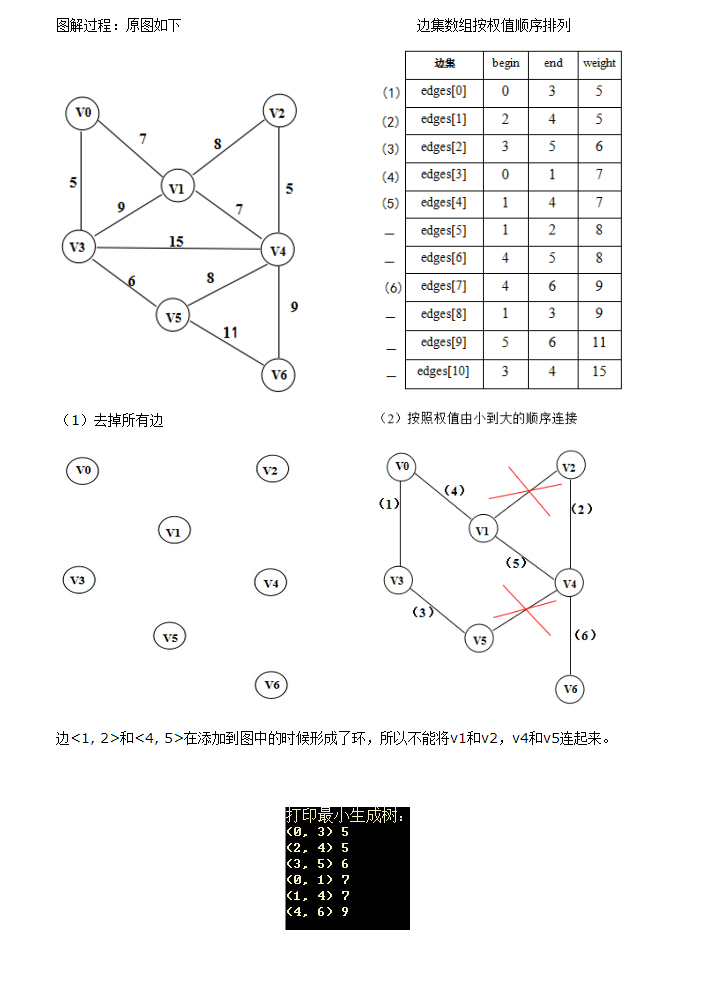 图解过程：原图如下
边集数组按权值顺序排列
V0
V2
7
8
V1
5
5
9
7
V3
15
V4
6
8
9
V5
11
V6
边集 begin end weight
(1) edges[0] 0 3 5
(2) edges[1] 2 4 5
(3) edges[2] 3 5 6
(4) edges[3] 0 1 7
(5) edges[4] 1 4 7
— edges[5] 1 2 8
— edges[6] 4 5 8
(6) edges[7] 4 6 9
— edges[8] 1 3 9
— edges[9] 5 6 11
— edges[10] 3 4 15
（1）去掉所有边
V0
V2
V1
V3
V4
V5
V6
（2）按照权值由小到大的顺序连接
V0
V2
(4)
(1)
(2)
V1
(5)
V3
V4
(3)
V5
(6)
V6
边<1, 2>和<4, 5>在添加到图中的时候形成了环，所以不能将v1和v2，v4和v5连起来。
打印最小生成树：
(0, 3) 5
(2, 4) 5
(3, 5) 6
(0, 1) 7
(1, 4) 7
(4, 6) 9